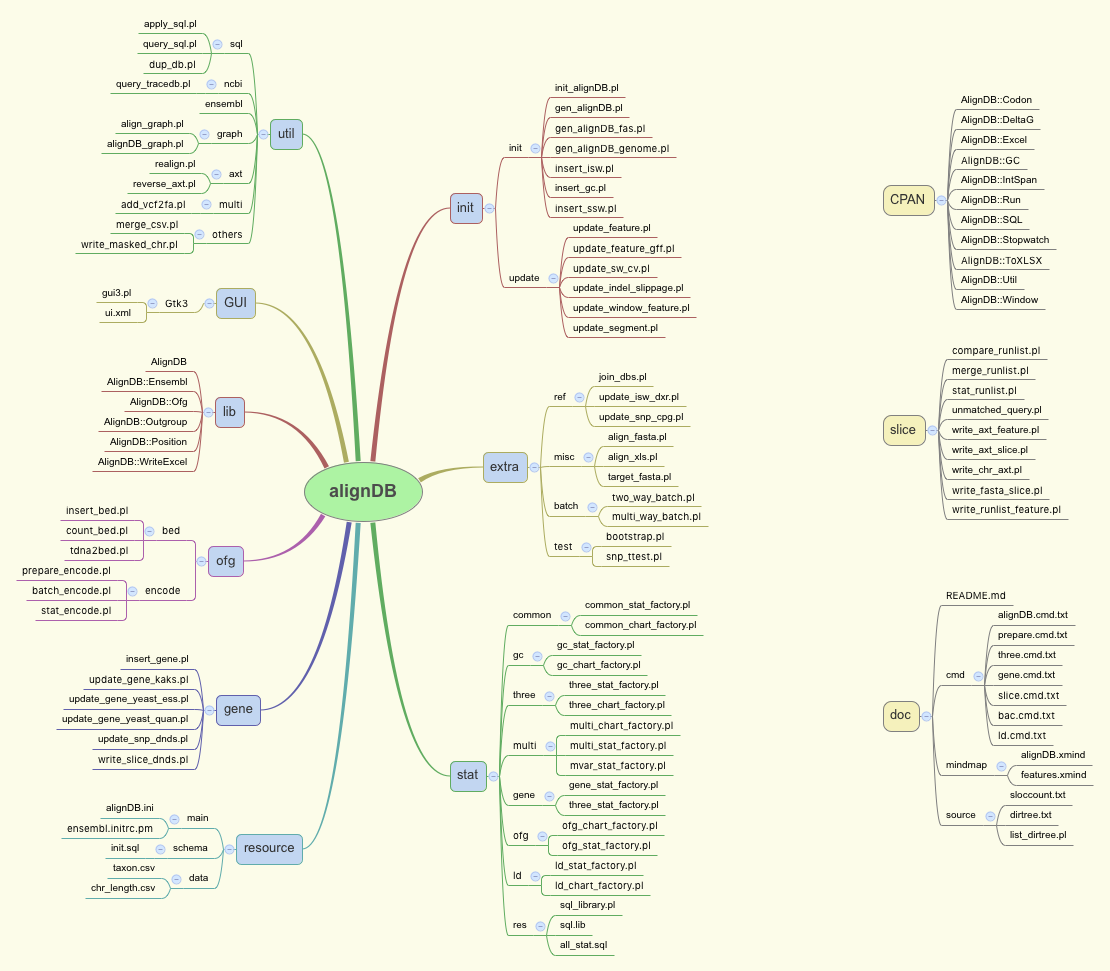 alignDB
util
sql
apply_sql.pl
query_sql.pl
dup_db.pl
ncbi
query_tracedb.pl
ensembl
graph
align_graph.pl
alignDB_graph.pl
axt
realign.pl
reverse_axt.pl
multi
add_vcf2fa.pl
others
merge_csv.pl
write_masked_chr.pl
GUI
Gtk3
gui3.pl
ui.xml
lib
AlignDB
AlignDB::Ensembl
AlignDB::Ofg
AlignDB::Outgroup
AlignDB::Position
AlignDB::WriteExcel
ofg
bed
insert_bed.pl
count_bed.pl
tdna2bed.pl
encode
prepare_encode.pl
batch_encode.pl
stat_encode.pl
gene
insert_gene.pl
update_gene_kaks.pl
update_gene_yeast_ess.pl
update_gene_yeast_quan.pl
update_snp_dnds.pl
write_slice_dnds.pl
resource
main
alignDB.ini
ensembl.initrc.pm
schema
init.sql
data
taxon.csv
chr_length.csv
init
init
init_alignDB.pl
gen_alignDB.pl
gen_alignDB_fas.pl
gen_alignDB_genome.pl
insert_isw.pl
insert_gc.pl
insert_ssw.pl
update
update_feature.pl
update_feature_gff.pl
update_sw_cv.pl
update_indel_slippage.pl
update_window_feature.pl
update_segment.pl
extra
ref
join_dbs.pl
update_isw_dxr.pl
update_snp_cpg.pl
misc
align_fasta.pl
align_xls.pl
target_fasta.pl
batch
two_way_batch.pl
multi_way_batch.pl
test
bootstrap.pl
snp_ttest.pl
stat
common
common_stat_factory.pl
common_chart_factory.pl
gc
gc_stat_factory.pl
gc_chart_factory.pl
three
three_stat_factory.pl
three_chart_factory.pl
multi
multi_chart_factory.pl
multi_stat_factory.pl
mvar_stat_factory.pl
gene
gene_stat_factory.pl
three_stat_factory.pl
ofg
ofg_chart_factory.pl
ofg_stat_factory.pl
ld
ld_stat_factory.pl
ld_chart_factory.pl
res
sql_library.pl
sql.lib
all_stat.sql
CPAN
AlignDB::Codon
AlignDB::DeltaG
AlignDB::Excel
AlignDB::GC
AlignDB::IntSpan
AlignDB::Run
AlignDB::SQL
AlignDB::Stopwatch
AlignDB::ToXLSX
AlignDB::Util
AlignDB::Window
slice
compare_runlist.pl
merge_runlist.pl
stat_runlist.pl
unmatched_query.pl
write_axt_feature.pl
write_axt_slice.pl
write_chr_axt.pl
write_fasta_slice.pl
write_runlist_feature.pl
doc
README.md
cmd
alignDB.cmd.txt
prepare.cmd.txt
three.cmd.txt
gene.cmd.txt
slice.cmd.txt
bac.cmd.txt
ld.cmd.txt
mindmap
alignDB.xmind
features.xmind
source
sloccount.txt
dirtree.txt
list_dirtree.pl